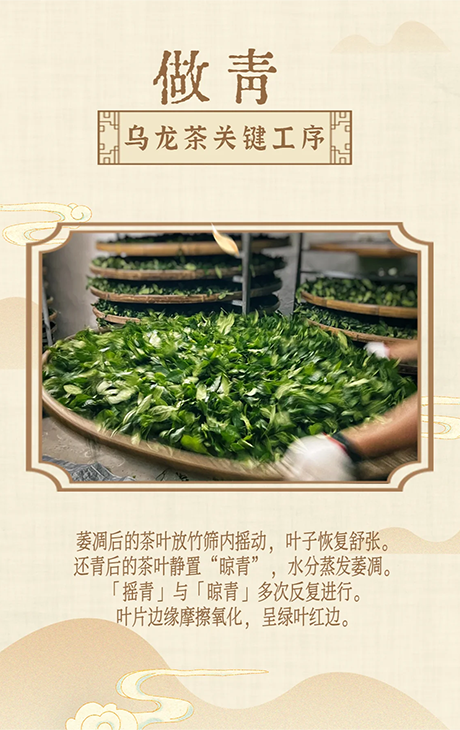 做青
乌龙茶关键工序
萎凋后的茶叶放竹筛内摇动，叶子恢复舒张。
还青后的茶叶静置“晾青”，水分蒸发萎凋。
「摇青」与「晾青」多次反复进行。
叶片边缘摩擦氧化，呈绿叶红边。